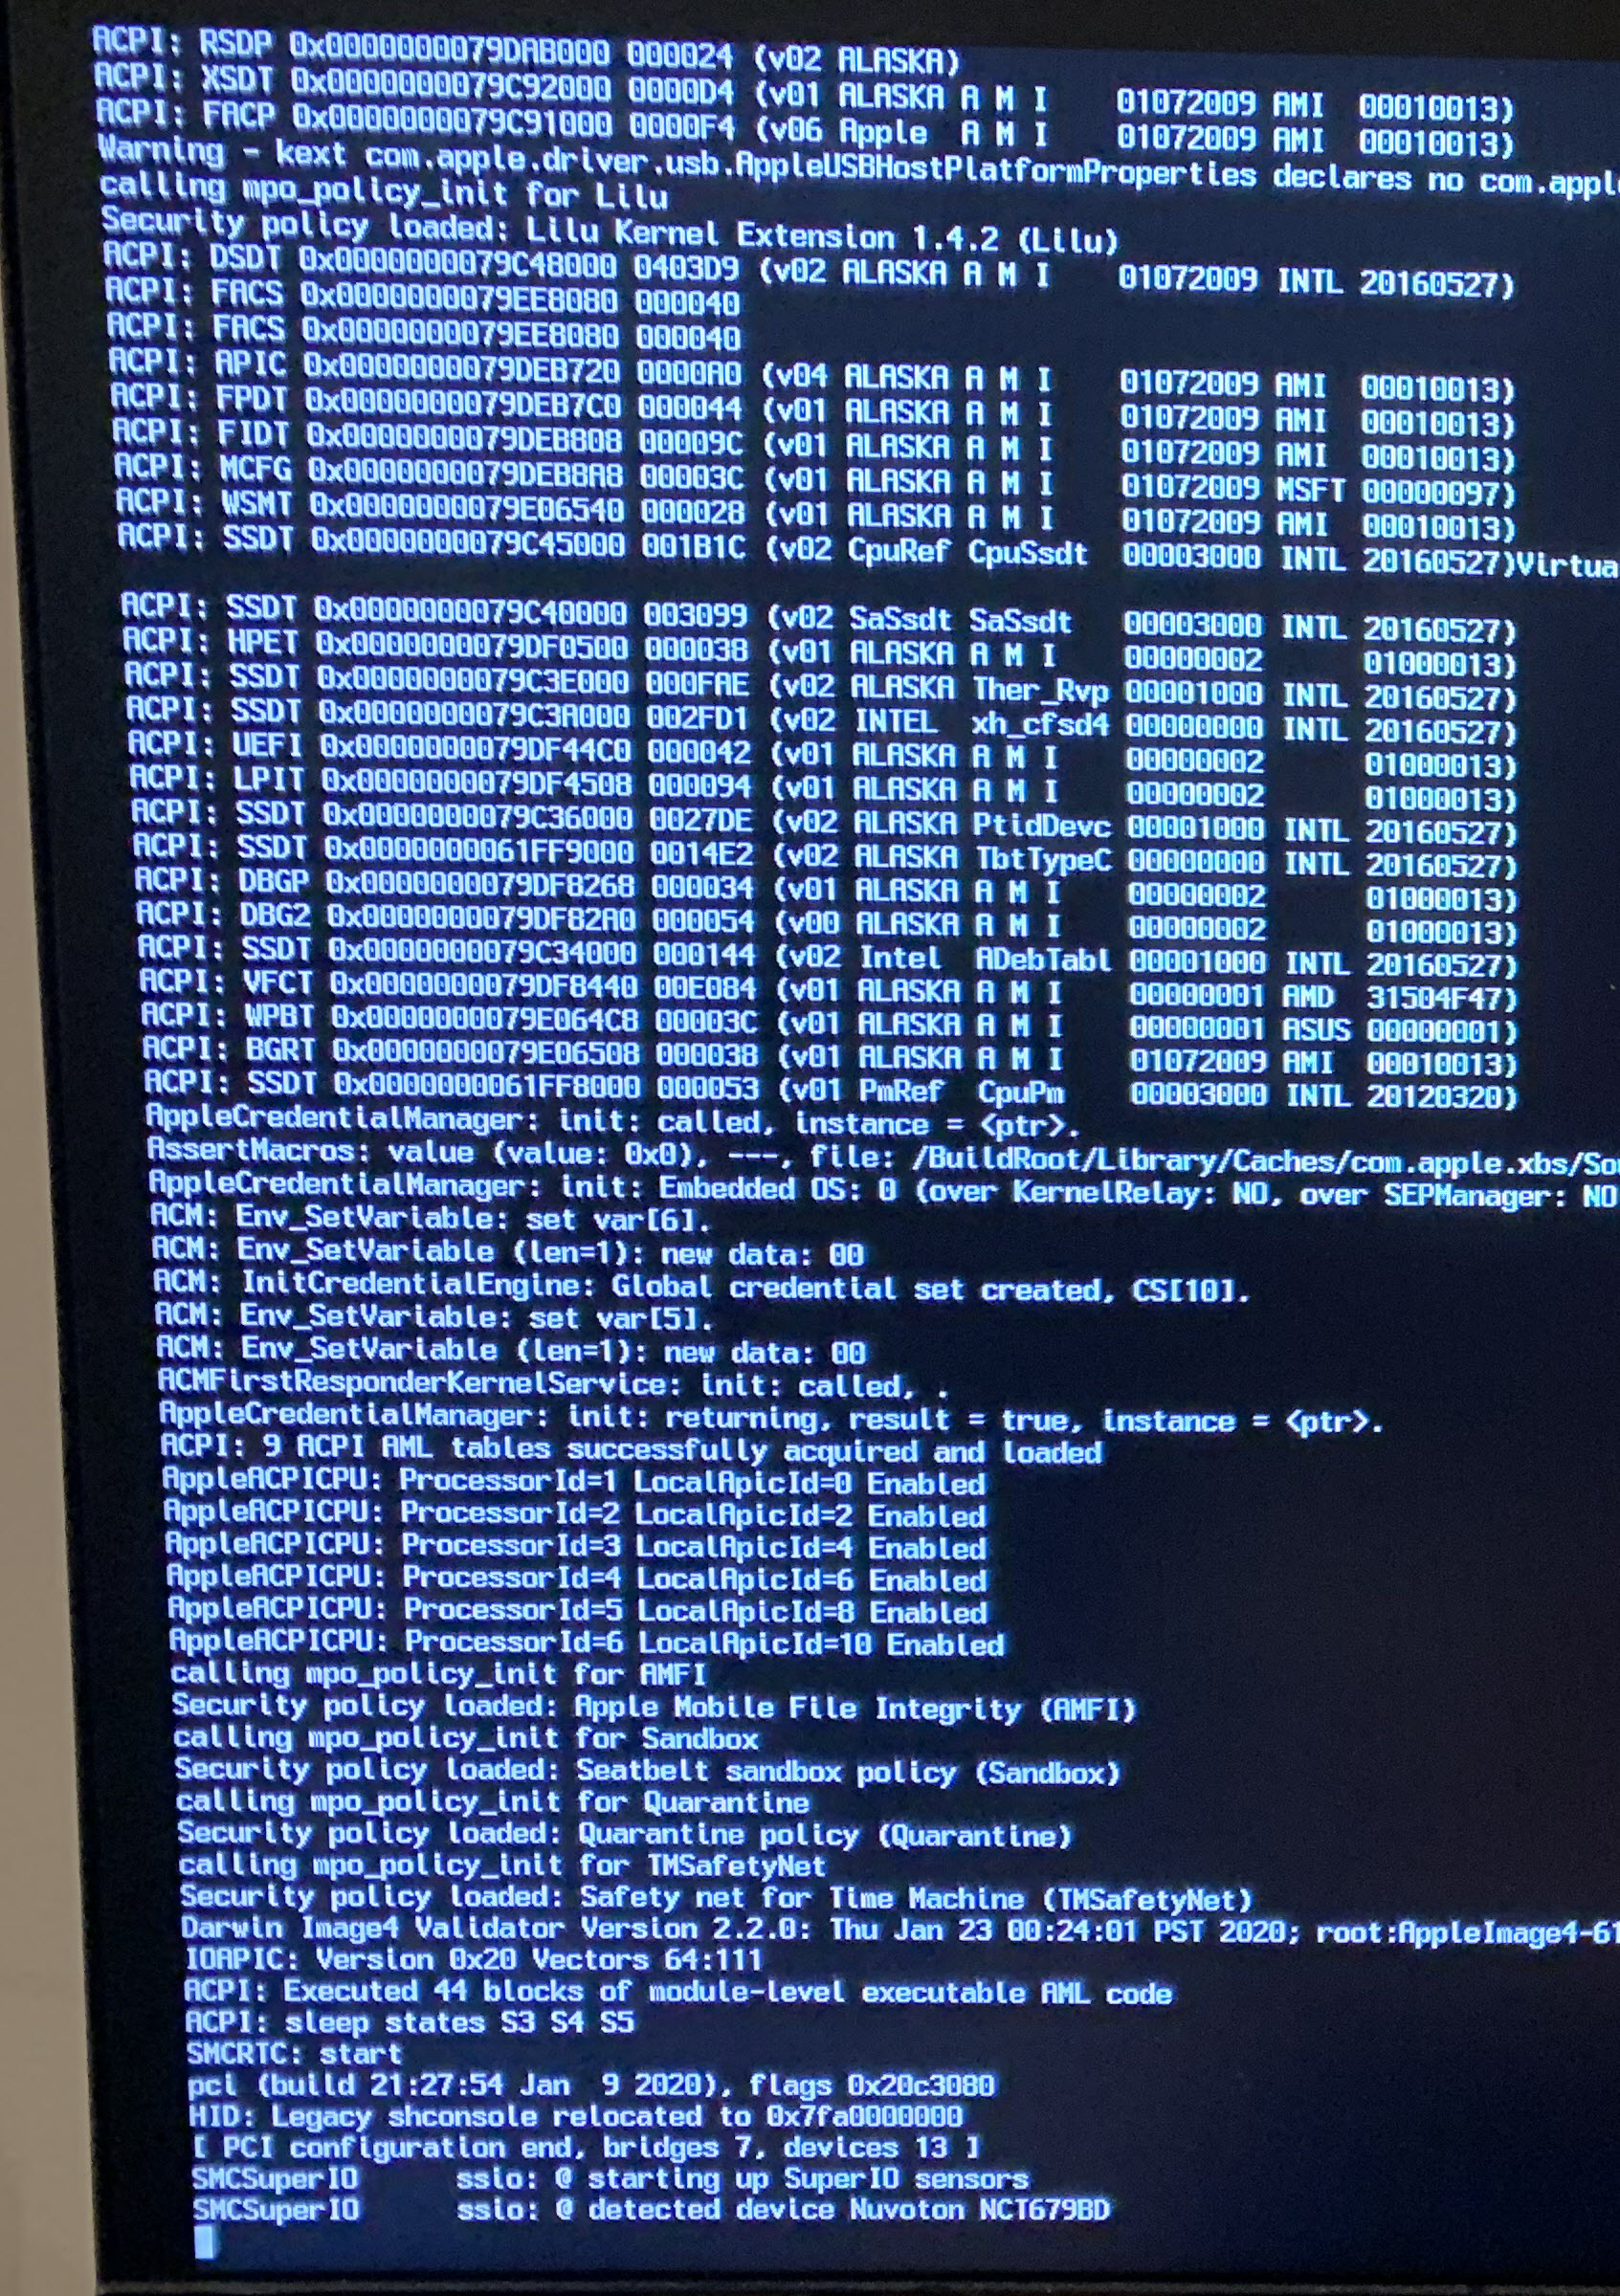 ACPI: RSDP 0x0000000079DAB000 000024 (v02 ALASKA)
ACPI: XSDT 0x0000000079C92000 0000D4 (v01 ALASKA A M I    01072009 AMI  00010013)
ACPI: FACP 0x0000000079C91000 0000F4 (v06 Apple  A M I    01072009 AMI  00010013)
Warning - kext com.apple.driver.usb.AppleUSBHostPlatformProperties declares no com.appl
calling mpo_policy_init for Lilu
Security policy loaded: Lilu Kernel Extension 1.4.2 (Lilu)
ACPI: DSDT 0x0000000079C48000 0403D9 (v02 ALASKA A M I    01072009 INTL 20160527)
ACPI: FACS 0x0000000079EE8080 000040
ACPI: FACS 0x0000000079EE8080 000040
ACPI: APIC 0x0000000079DEB720 0000A0 (v04 ALASKA A M I    01072009 AMI  00010013)
ACPI: FPDT 0x0000000079DEB7C0 000044 (v01 ALASKA A M I    01072009 AMI  00010013)
ACPI: FIDT 0x0000000079DEB808 00009C (v01 ALASKA A M I    01072009 AMI  00010013)
ACPI: MCFG 0x0000000079DEB8A8 00003C (v01 ALASKA A M I    01072009 MSFT 00000097)
ACPI: WSMT 0x0000000079E06540 000028 (v01 ALASKA A M I    01072009 AMI  00010013)
ACPI: SSDT 0x0000000079C45000 001B1C (v02 CpuRef CpuSsdt  00003000 INTL 20160527)Virtua
ACPI: SSDT 0x0000000079C40000 003099 (v02 SaSsdt SaSsdt   00003000 INTL 20160527)
ACPI: HPET 0x0000000079DF0500 000038 (v01 ALASKA A M I    00000002      01000013)
ACPI: SSDT 0x0000000079C3E000 000FAE (v02 ALASKA Ther_Rvp 00001000 INTL 20160527)
ACPI: SSDT 0x0000000079C3A000 002FD1 (v02 INTEL  xh_cfsd4 00000000 INTL 20160527)
ACPI: UEFI 0x0000000079DF44C0 000042 (v01 ALASKA A M I    00000002      01000013)
ACPI: LPIT 0x0000000079DF4508 000094 (v01 ALASKA A M I    00000002      01000013)
ACPI: SSDT 0x0000000079C36000 0027DE (v02 ALASKA PtidDevc 00001000 INTL 20160527)
ACPI: SSDT 0x0000000061FF9000 0014E2 (v02 ALASKA TbtTypeC 00000000 INTL 20160527)
ACPI: DBGP 0x0000000079DF8268 000034 (v01 ALASKA A M I    00000002      01000013)
ACPI: DBG2 0x0000000079DF82A0 000054 (v00 ALASKA A M I    00000002      01000013)
ACPI: SSDT 0x0000000079C34000 000144 (v02 Intel  ADebTabl 00001000 INTL 20160527)
ACPI: VFCT 0x0000000079DF8440 00E084 (v01 ALASKA A M I    00000001 AMD  31504F47)
ACPI: WPBT 0x0000000079E064C8 00003C (v01 ALASKA A M I    00000001 ASUS 00000001)
ACPI: BGRT 0x0000000079E06508 000038 (v01 ALASKA A M I    01072009 AMI  00010013)
ACPI: SSDT 0x0000000061FF8000 000053 (v01 PmRef  CpuPm    00003000 INTL 20120320)
AppleCredentialManager: init: called, instance = <ptr>.
AssertMacros: value (value: 0x0), ---, file: /BuildRoot/Library/Caches/com.apple.xbs/So
AppleCredentialManager: init: Embedded OS: 0 (over KernelRelay: NO, over SEPManager: NO
ACM: Env_SetVariable: set var[6].
ACM: Env_SetVariable (len=1): new data: 00
ACM: InitCredentialEngine: Global credential set created, CS[10].
ACM: Env_SetVariable: set var[5].
ACM: Env_SetVariable (len=1): new data: 00
ACMFirstResponderKernelService: init: called, .
AppleCredentialManager: init: returning, result = true, instance = <ptr>.
ACPI: 9 ACPI AML tables successfully acquired and loaded
AppleACPICPU: ProcessorId=1 LocalApicId=0 Enabled
AppleACPICPU: ProcessorId=2 LocalApicId=2 Enabled
AppleACPICPU: ProcessorId=3 LocalApicId=4 Enabled
AppleACPICPU: ProcessorId=4 LocalApicId=6 Enabled
AppleACPICPU: ProcessorId=5 LocalApicId=8 Enabled
AppleACPICPU: ProcessorId=6 LocalApicId=10 Enabled
calling mpo_policy_init for AMFI
Security policy loaded: Apple Mobile File Integrity (AMFI)
calling mpo_policy_init for Sandbox
Security policy loaded: Seatbelt sandbox policy (Sandbox)
calling mpo_policy_init for Quarantine
Security policy loaded: Quarantine policy (Quarantine)
calling mpo_policy_init for TMSafetyNet
Security policy loaded: Safety net for Time Machine (TMSafetyNet)
Darwin Image4 Validator Version 2.2.0: Thu Jan 23 00:24:01 PST 2020; root:AppleImage4-61
IOAPIC: Version 0x20 Vectors 64:111
ACPI: Executed 44 blocks of module-level executable AML code
ACPI: sleep states S3 S4 S5
SMCRTC: start
pci (build 21:27:54 Jan  9 2020), flags 0x20c3080
HID: Legacy shconsole relocated to 0x7fa0000000
[ PCI configuration end, bridges 7, devices 13 ]
SMCSuperIO      ssio: @ starting up SuperIO sensors
SMCSuperIO      ssio: @ detected device Nuvoton NCT679BD